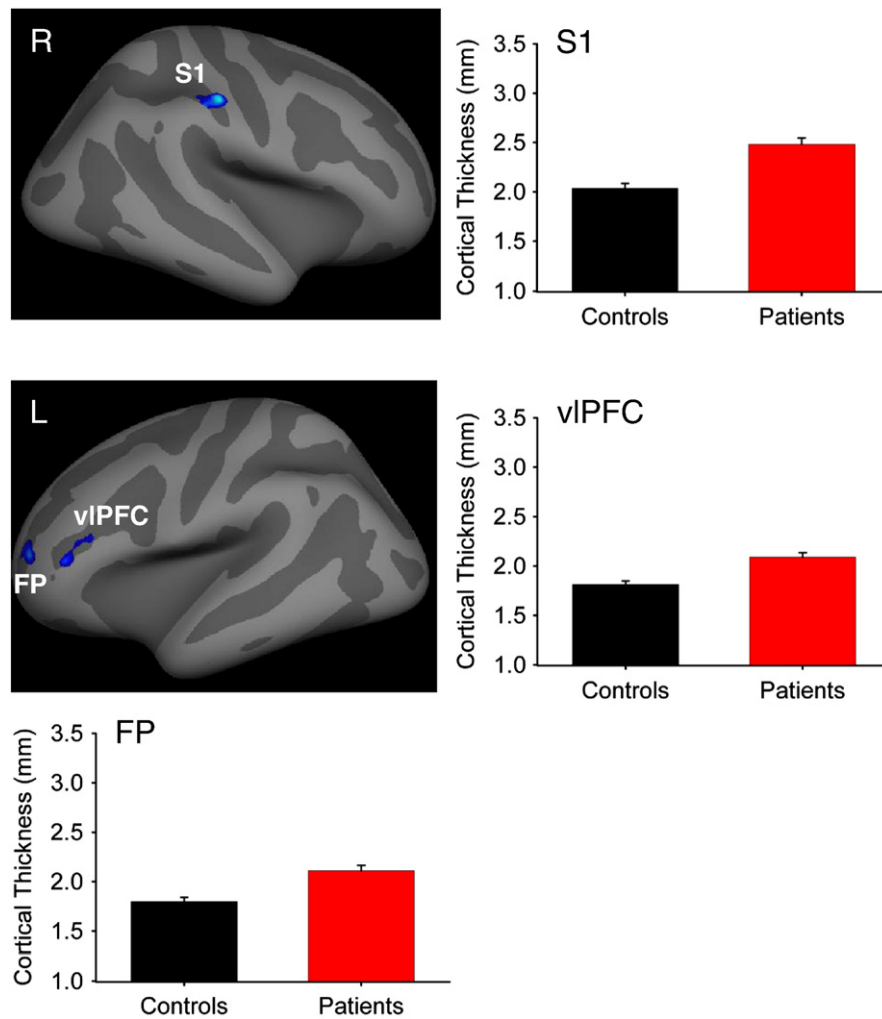 R
S1
S1
Cortical Thickness (mm)
3.5
3.0
2.5
2.0
1.5
1.0
Controls Patients
L
vlPFC
FP
vlPFC
Cortical Thickness (mm)
3.5
3.0
2.5
2.0
1.5
1.0
Controls Patients
FP
Cortical Thickness (mm)
3.5
3.0
2.5
2.0
1.5
1.0
Controls Patients